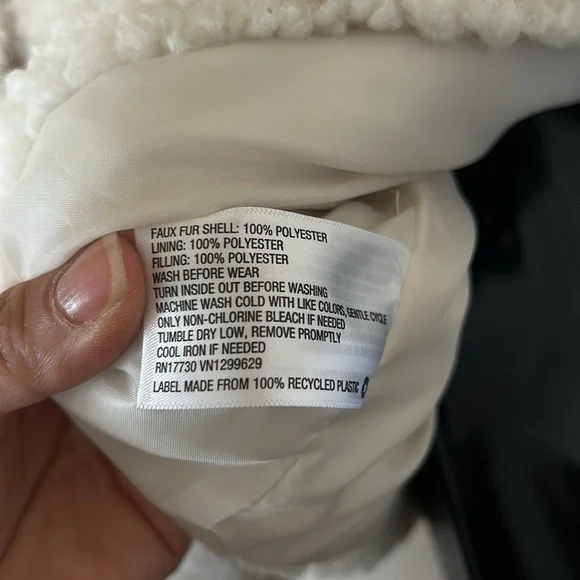 FAUX FUR SHELL: 100% POLYESTER
LINING: 100% POLYESTER
FILLING: 100% POLYESTER
WASH BEFORE WEAR
TURN INSIDE OUT BEFORE WASHING
MACHINE WASH COLD WITH LIKE COLORS, GENTLE CYCLE
ONLY NON-CHLORINE BLEACH IF NEEDED
TUMBLE DRY LOW, REMOVE PROMPTLY
COOL IRON IF NEEDED
RN17730 VN1299629
LABEL MADE FROM 100% RECYCLED PLASTIC